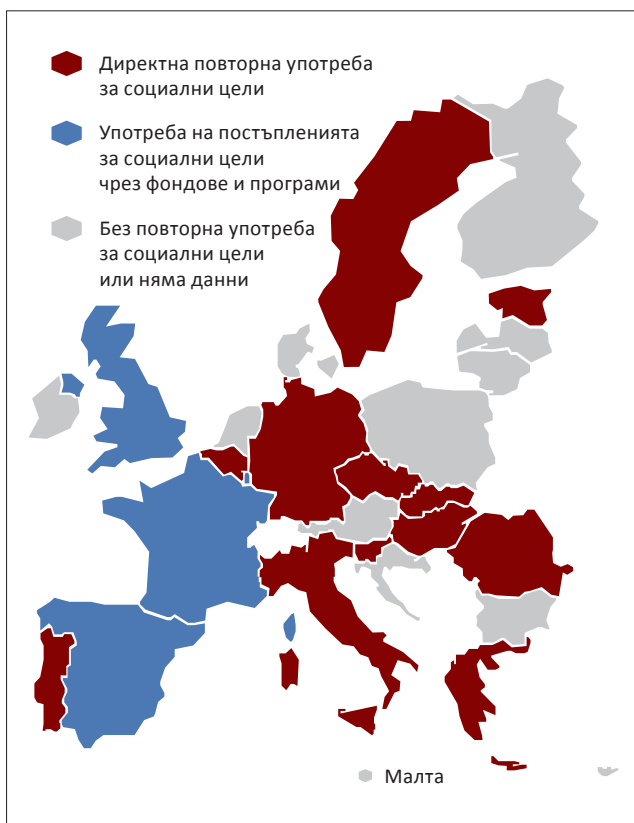 Директна повторна употреба
за социални цели
Употреба на постъпленията
за социални цели
чрез фондове и програми
Без повторна употреба
за социални цели
или няма данни
Малта